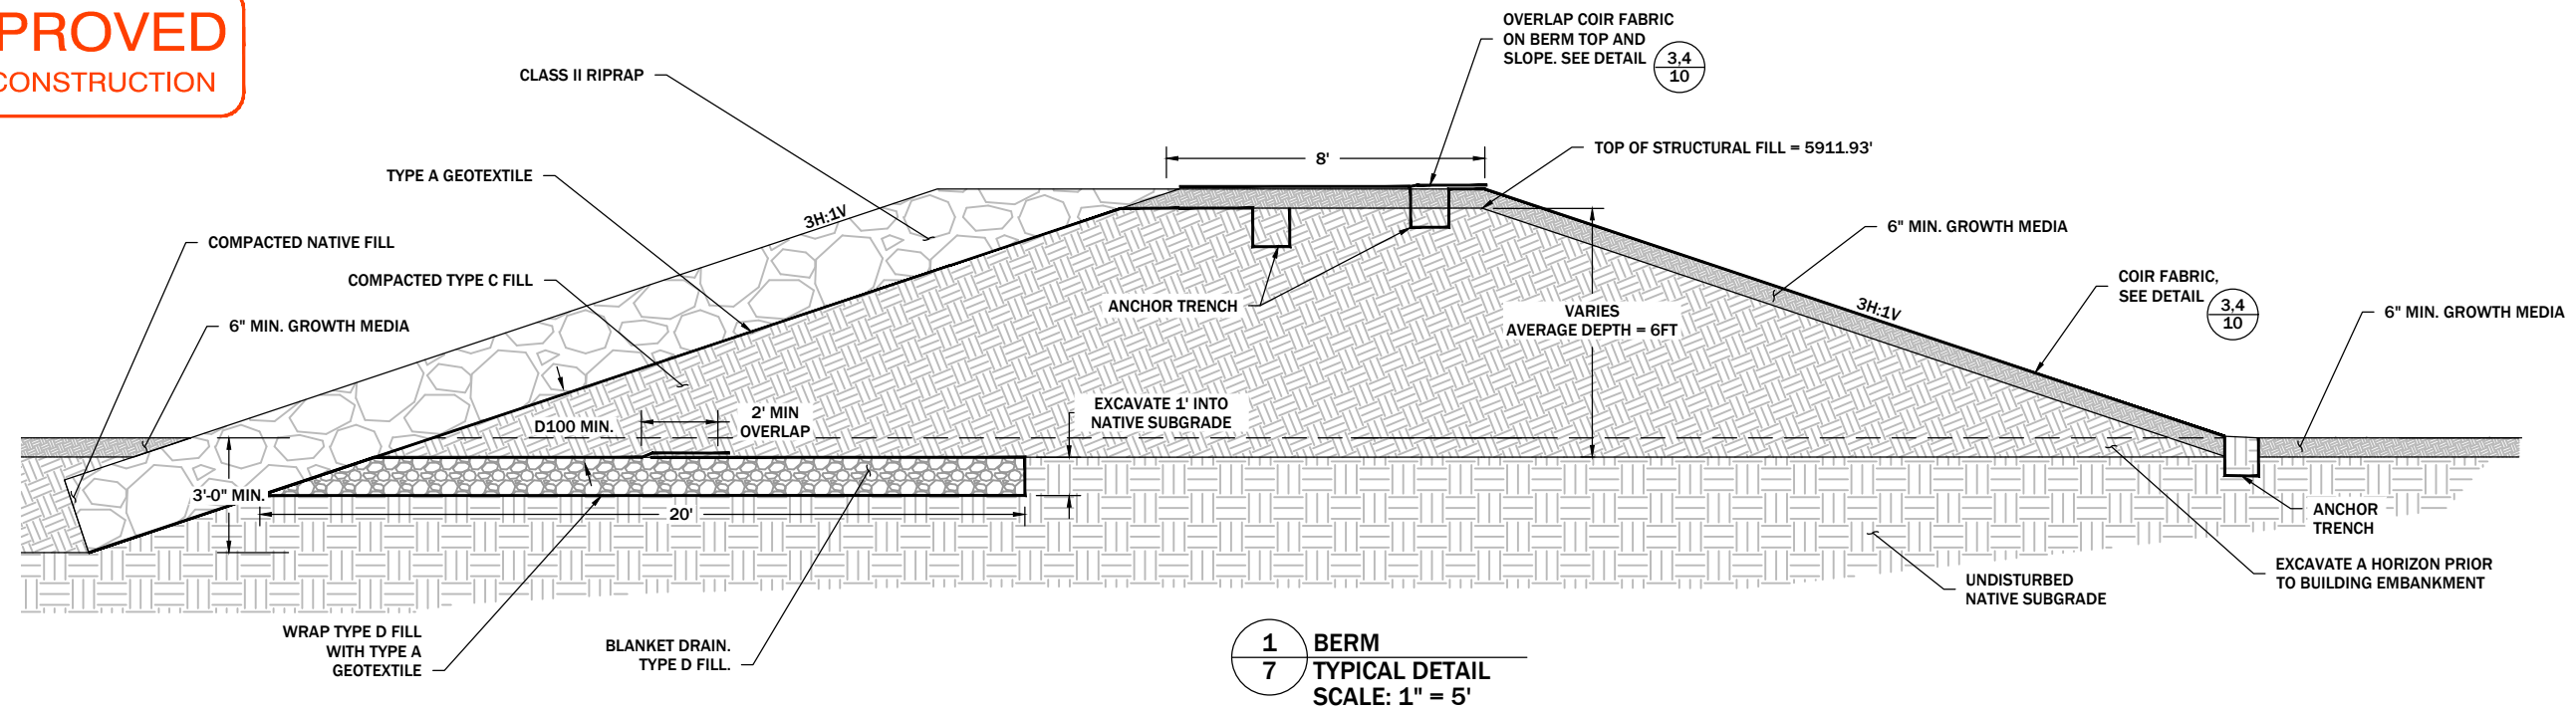 PROVED
CONSTRUCTION
OVERLAP COIR FABRIC
ON BERM TOP AND
SLOPE. SEE DETAIL
3,4
10
CLASS II RIPRAP
8'
TOP OF STRUCTURAL FILL = 5911.93'
TYPE A GEOTEXTILE
3H:1V
6" MIN. GROWTH MEDIA
COMPACTED NATIVE FILL
COMPACTED TYPE C FILL
COIR FABRIC,
SEE DETAIL
3,4
10
ANCHOR TRENCH
VARIES
AVERAGE DEPTH = 6FT
3H:1V
6" MIN. GROWTH MEDIA
6" MIN. GROWTH MEDIA
EXCAVATE 1' INTO
NATIVE SUBGRADE
2' MIN
OVERLAP
D100 MIN.
3'-0" MIN.
20'
ANCHOR
TRENCH
EXCAVATE A HORIZON PRIOR
TO BUILDING EMBANKMENT
UNDISTURBED
NATIVE SUBGRADE
WRAP TYPE D FILL
WITH TYPE A
GEOTEXTILE
BLANKET DRAIN.
TYPE D FILL.
1
7
BERM
TYPICAL DETAIL
SCALE: 1" = 5'